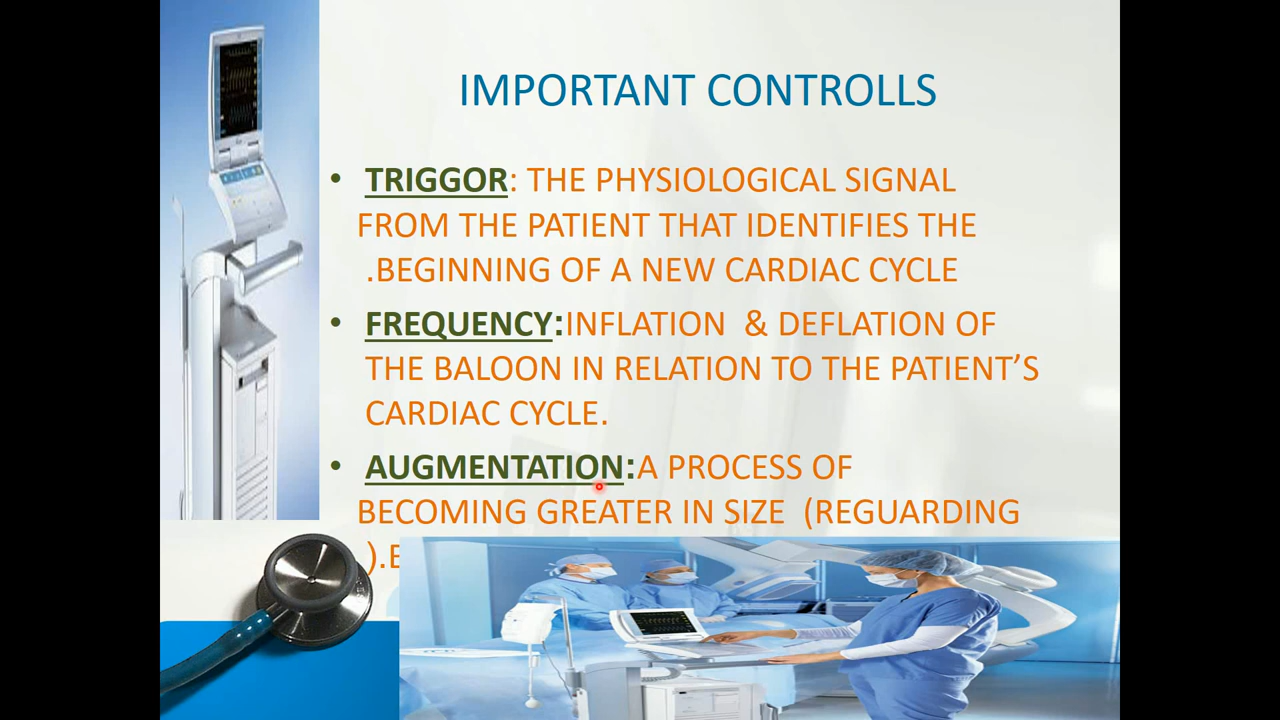 IMPORTANT CONTROLLS
• TRIGGOR: THE PHYSIOLOGICAL SIGNAL
FROM THE PATIENT THAT IDENTIFIES THE
.BEGINNING OF A NEW CARDIAC CYCLE
• FREQUENCY:INFLATION & DEFLATION OF
THE BALOON IN RELATION TO THE PATIENT’S
CARDIAC CYCLE.
• AUGMENTATION:A PROCESS OF
BECOMING GREATER IN SIZE (REGUARDING